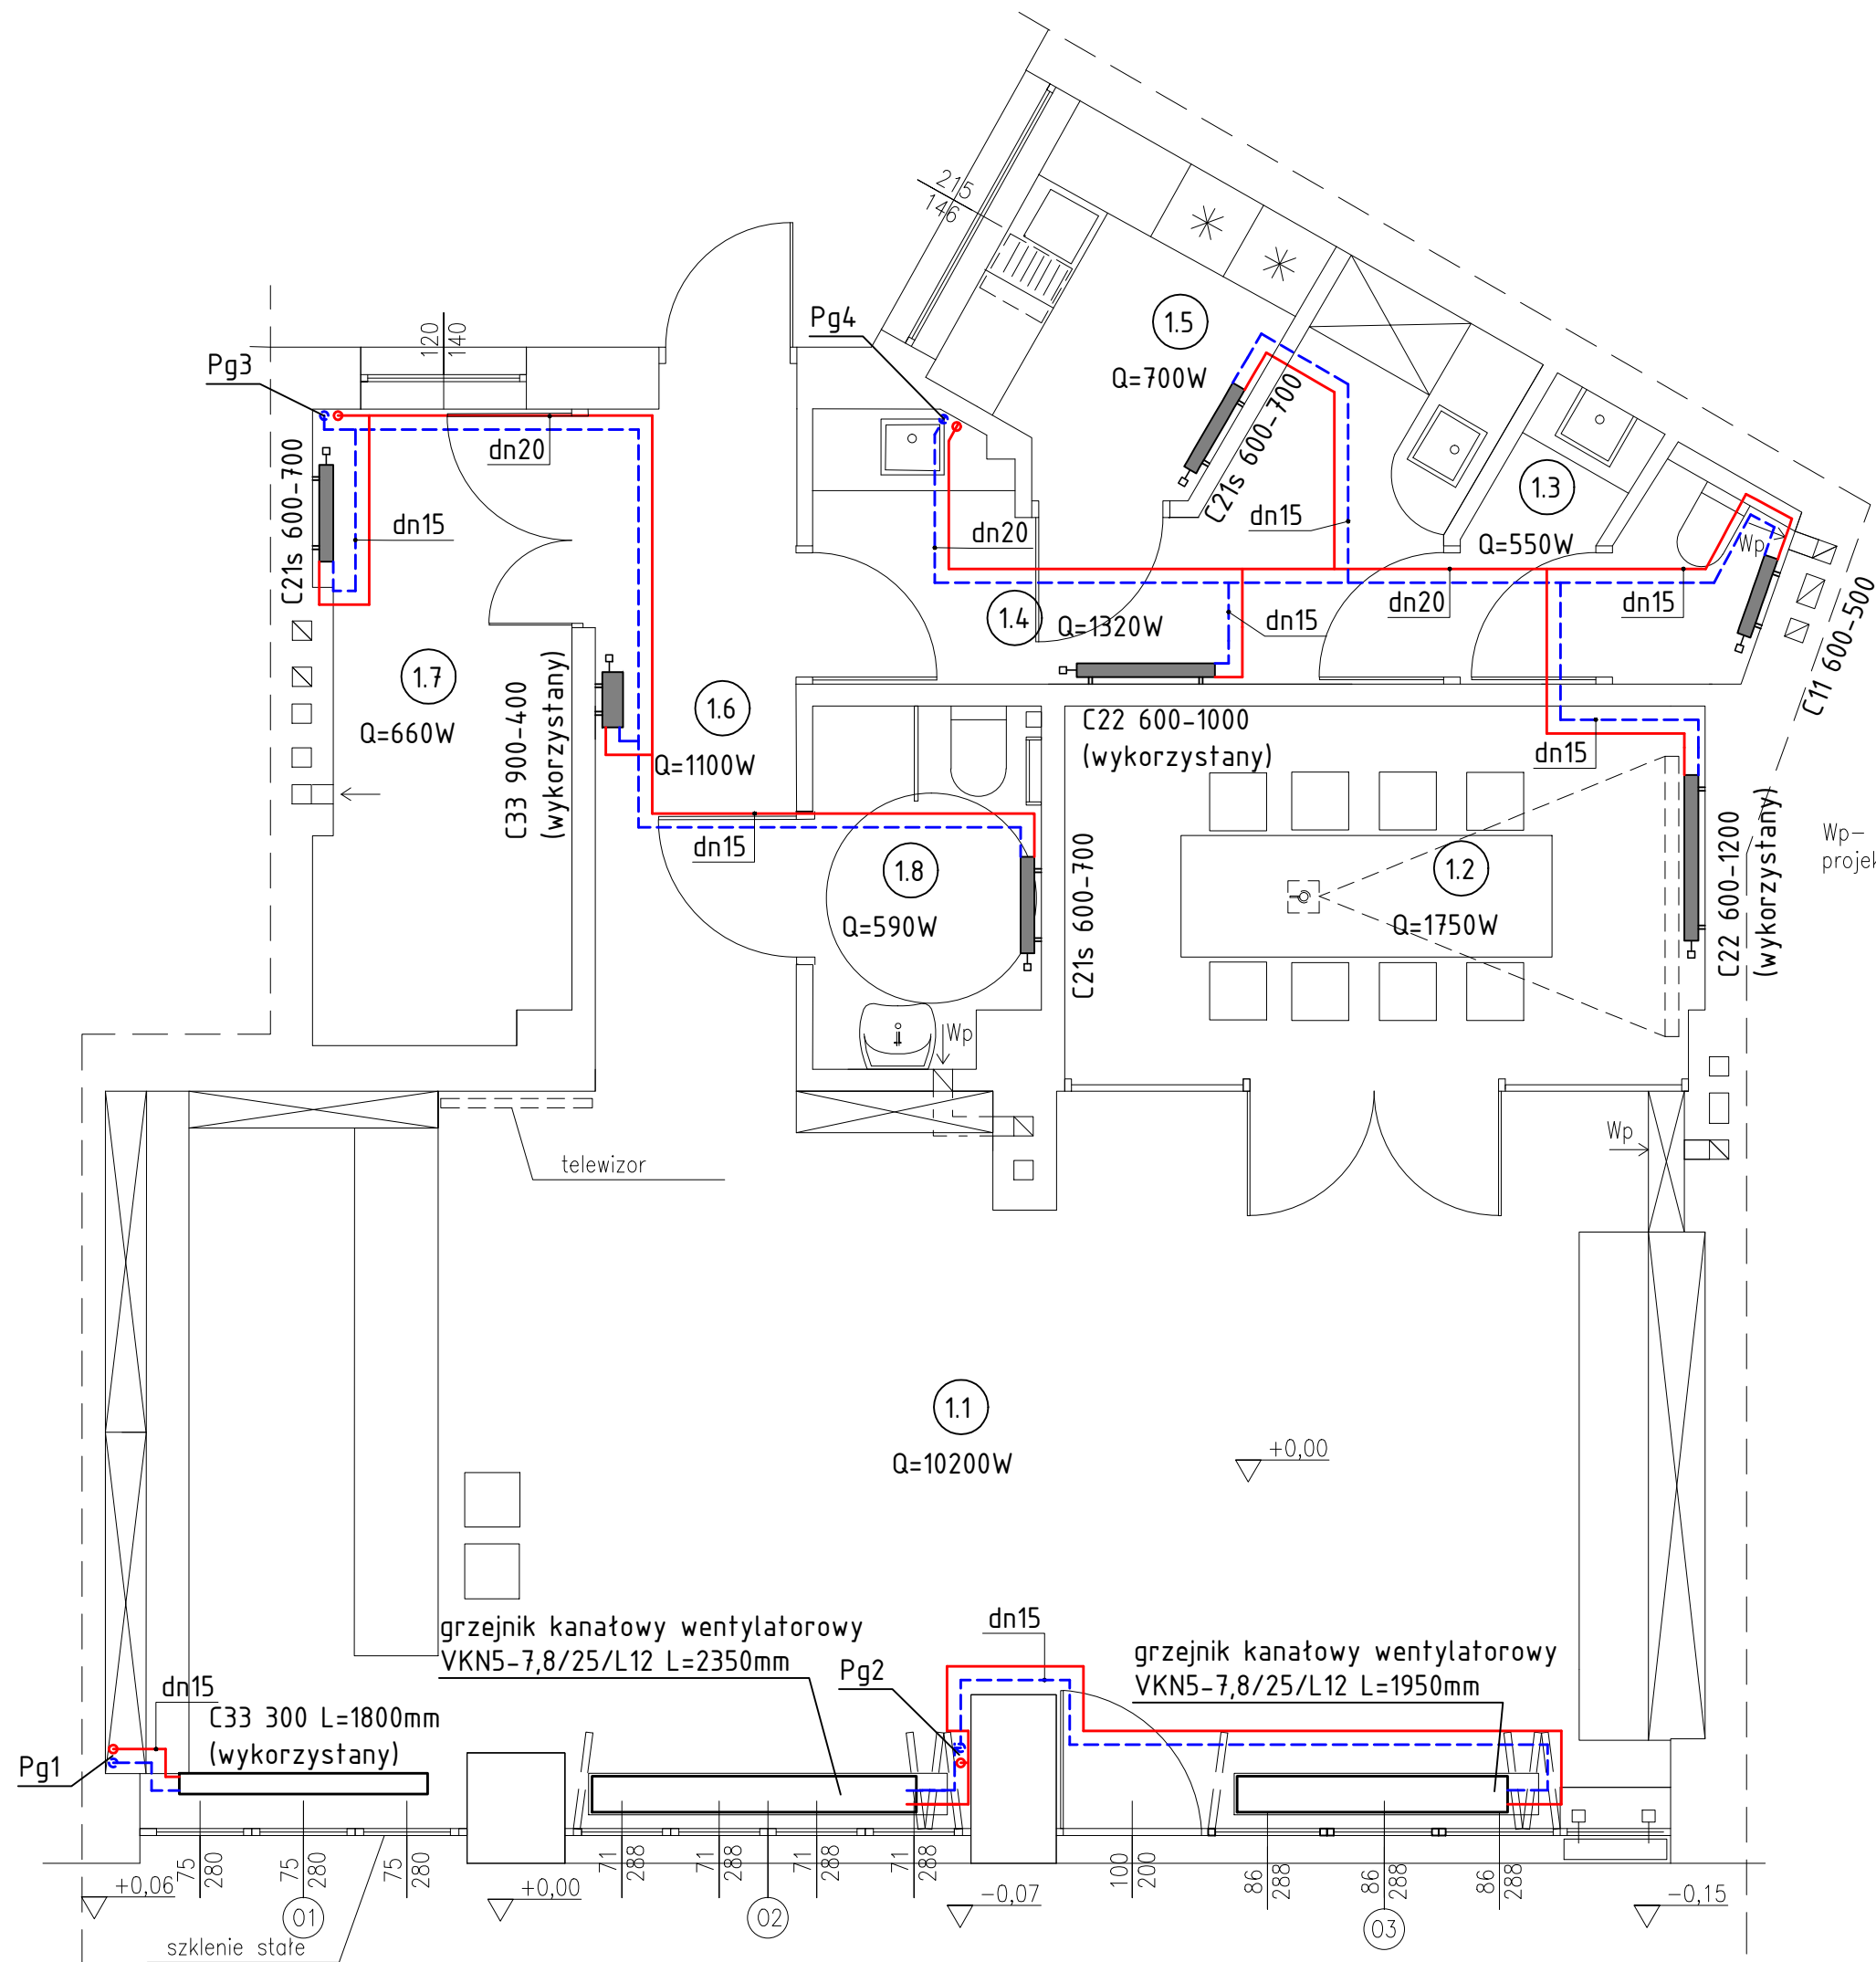 215
146
Pg4
1.5
Q=700W
120
140
Pg3
dn20
C21s 600-700
dn15
C21s 600-700
dn15
1.3
Q=550W
Wp
dn20
1.4
Q=1320W
dn15
dn20
dn15
C11 600-500
1.7
Q=660W
C33 900-400
(wykorzystany)
1.6
Q=1100W
C22 600-1000
(wykorzystany)
dn15
dn15
1.8
Q=590W
C21s 600-700
1.2
Q=1750W
C22 600-1200
(wykorzystany)
Wp-
projek
Wp
Wp
telewizor
1.1
Q=10200W
+0,00
grzejnik kanałowy wentylatorowy
VKN5-7,8/25/L12 L=2350mm
dn15
Pg2
grzejnik kanałowy wentylatorowy
VKN5-7,8/25/L12 L=1950mm
dn15
C33 300 L=1800mm
(wykorzystany)
Pg1
75
280
75
280
75
280
71
288
71
288
71
288
71
288
100
200
86
288
86
288
86
288
+0,06
+0,00
-0,07
-0,15
01
02
03
szklenie stałe